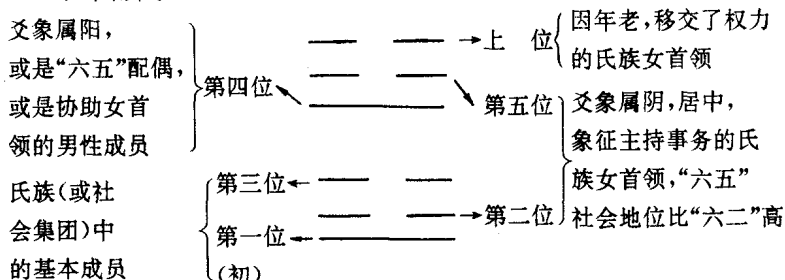 爻象属阳，
或是“六五”配偶，
或是协助女首
领的男性成员
第四位
上 位
因年老，移交了权力
的氏族女首领
第五位
第二位
爻象属阴，居中，
象征主持事务的氏
族女首领，“六五”
社会地位比“六二”高
氏族（或社
会集团）中
的基本成员
第三位
第一位
（初）